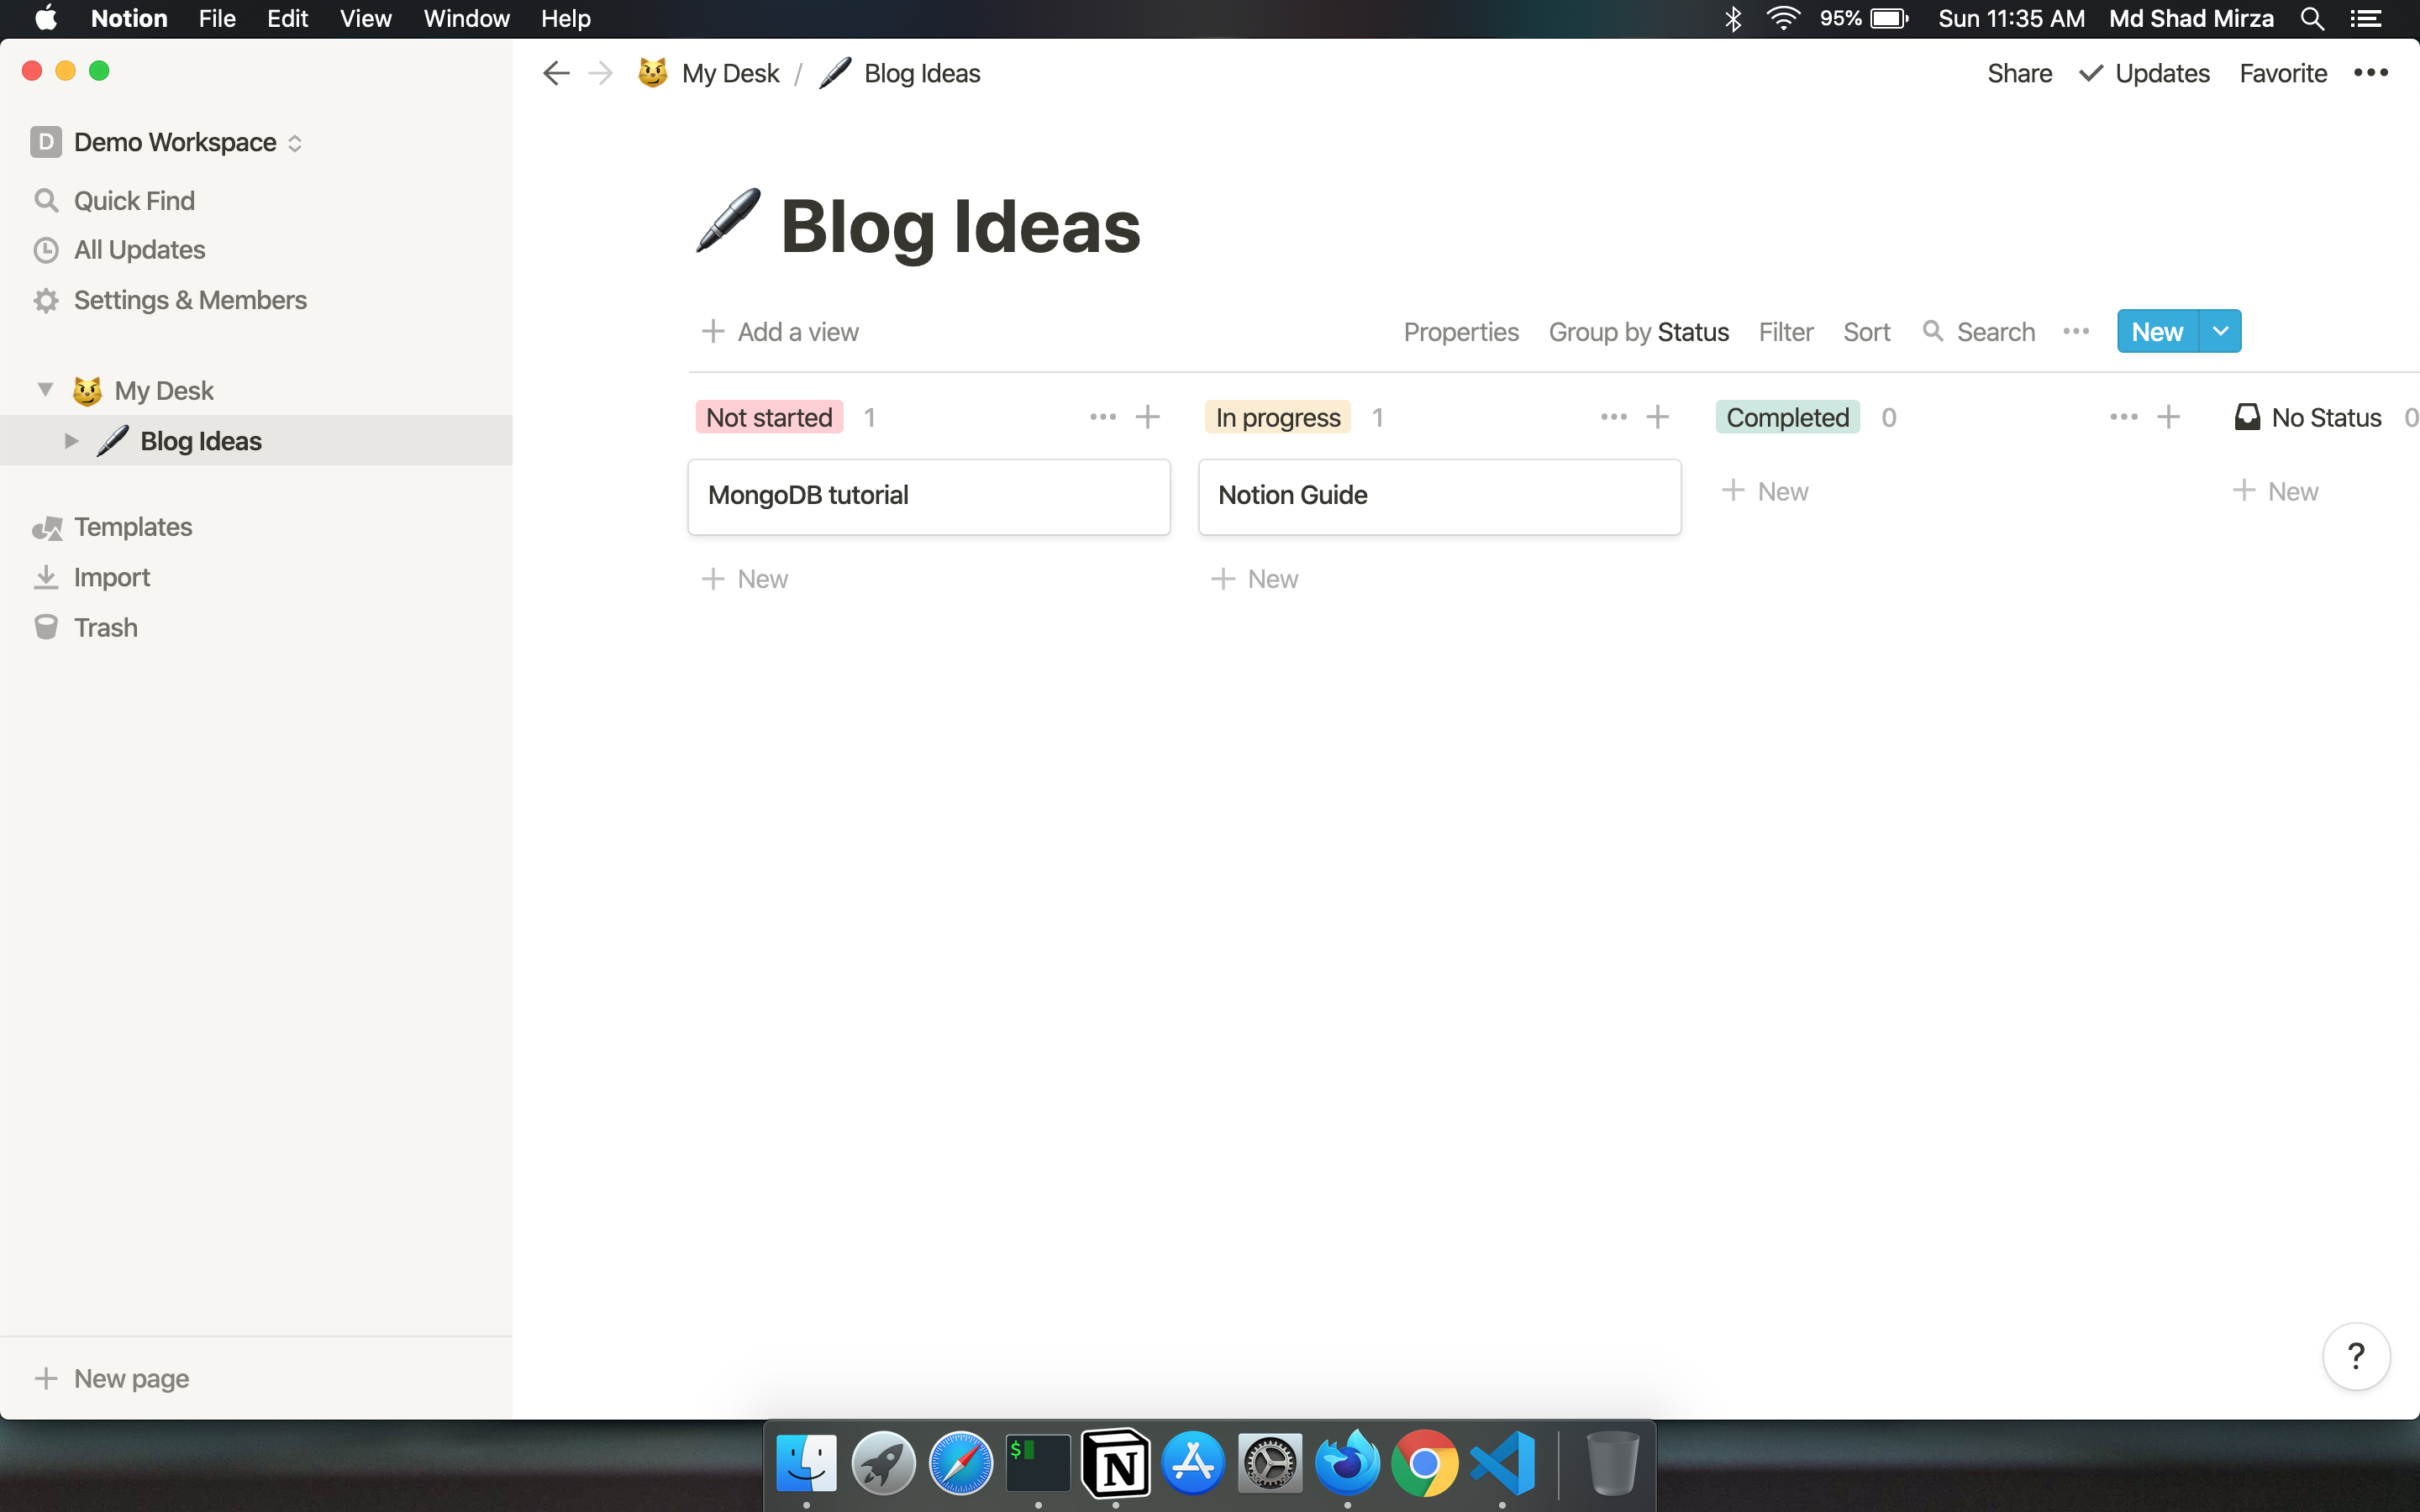 Notion File Edit View Window Help 95% Sun 11:35 AM Md Shad Mirza
My Desk / Blog Ideas Share Updates Favorite
D Demo Workspace
Quick Find
All Updates
Settings & Members
My Desk
Blog Ideas
Templates
Import
Trash
New page
Blog Ideas
Add a view Properties Group by Status Filter Sort Search New
Not started 1 In progress 1 Completed 0 No Status 0
MongoDB tutorial Notion Guide New New
New New
?
$ N